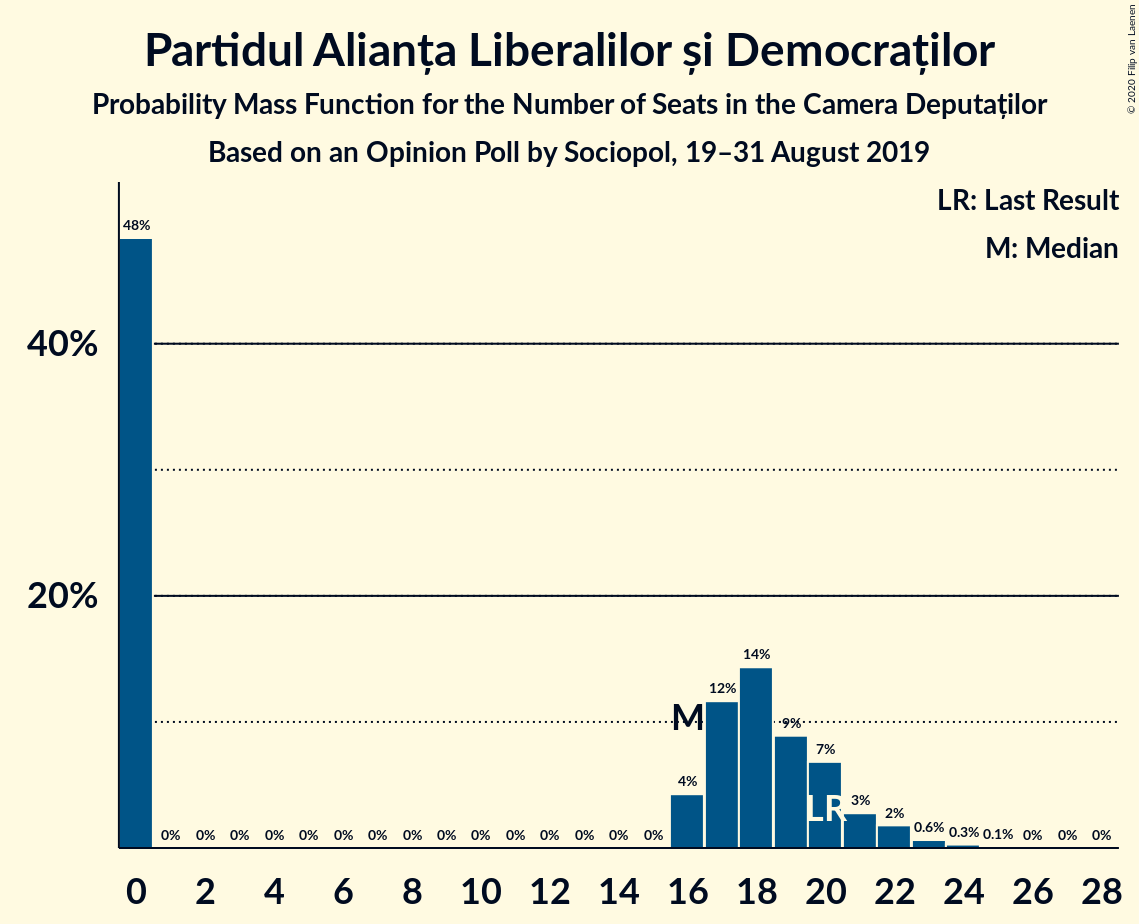 Partidul Alianța Liberalilor și Democraților
Probability Mass Function for the Number of Seats in the Camera Deputaților
Based on an Opinion Poll by Sociopol, 19–31 August 2019
© 2020 Filip van Laenen
LR: Last Result
M: Median
48%
40%
20%
14%
12%
M
9%
7%
4%
LR
3%
2%
0% 0% 0% 0% 0% 0% 0% 0% 0% 0% 0% 0% 0% 0% 0% 0.6% 0.3% 0.1% 0% 0% 0%
0 2 4 6 8 10 12 14 16 18 20 22 24 26 28